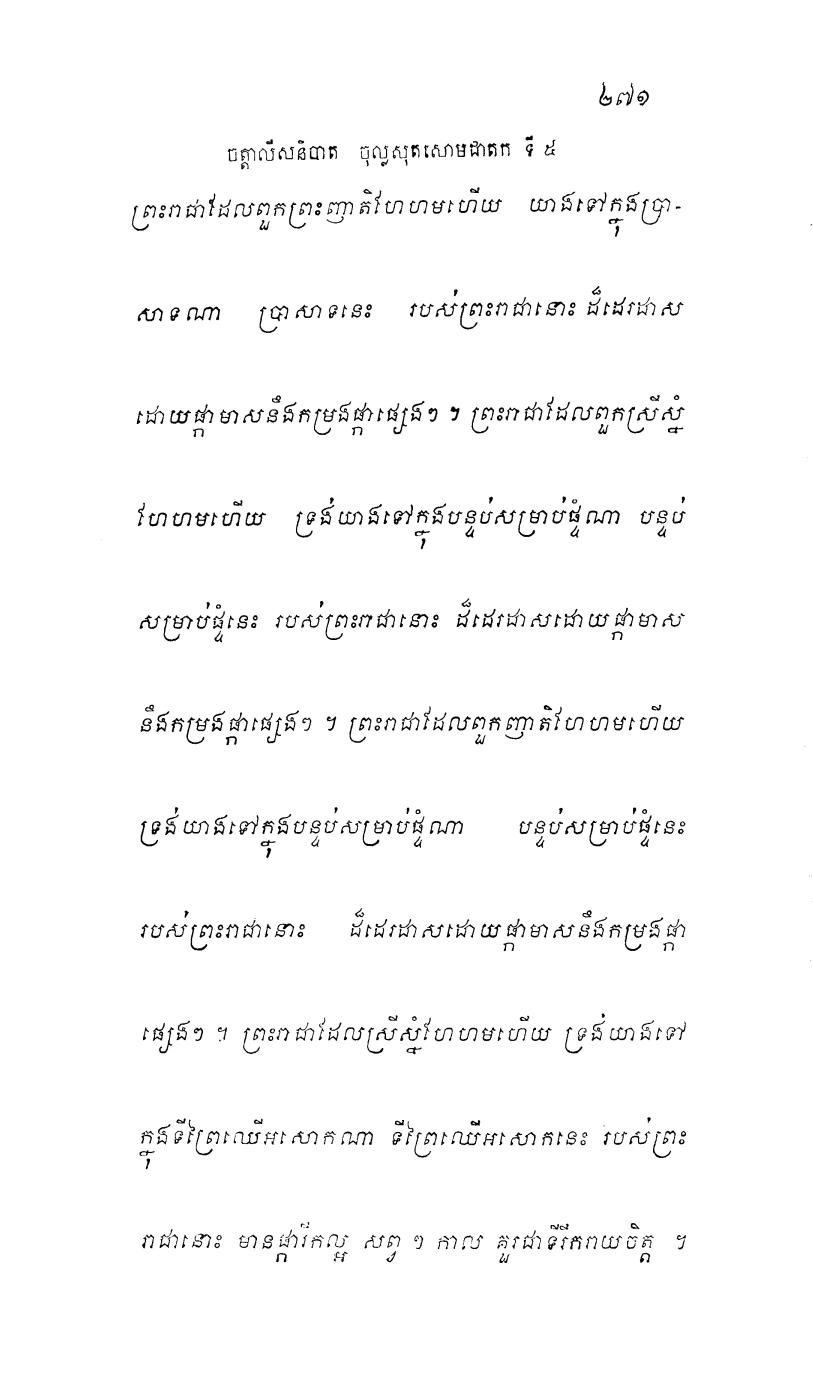 ២៧១
ចត្តាលីសនិបាត ចុល្លសុតសោមជាតក ទី ៥
ព្រះរាជាដែលពួកព្រះញាតិហែហមហើយ យាងទៅក្នុងប្រា-
សាទណា ប្រាសាទនេះ របស់ព្រះរាជានោះ ដ៏ដេរដាស
ដោយផ្កាមាសនឹងកម្រងផ្កាផ្សេងៗ ។ ព្រះរាជាដែលពួកស្រីស្នំ
ហែហមហើយ ទ្រង់យាងទៅក្នុងបន្ទប់សម្រាប់ផ្ទំណា បន្ទប់
សម្រាប់ផ្ទំនេះ របស់ព្រះរាជានោះ ដ៏ដេរដាសដោយផ្កាមាស
នឹងកម្រងផ្កាផ្សេងៗ ។ ព្រះរាជាដែលពួកញាតិហែហមហើយ
ទ្រង់យាងទៅក្នុងបន្ទប់សម្រាប់ផ្ទំណា បន្ទប់សម្រាប់ផ្ទំនេះ
របស់ព្រះរាជានោះ ដ៏ដេរដាសដោយផ្កាមាសនឹងកម្រងផ្កា
ផ្សេងៗ ។ ព្រះរាជាដែលស្រីស្នំហែហមហើយ ទ្រង់យាងទៅ
ក្នុងទីព្រៃឈើអសោកណា ទីព្រៃឈើអសោកនេះ របស់ព្រះ
រាជានោះ មានផ្ការីកល្អ សព្វ ៗ កាល គួរជាទីរីករាយចិត្ត ។